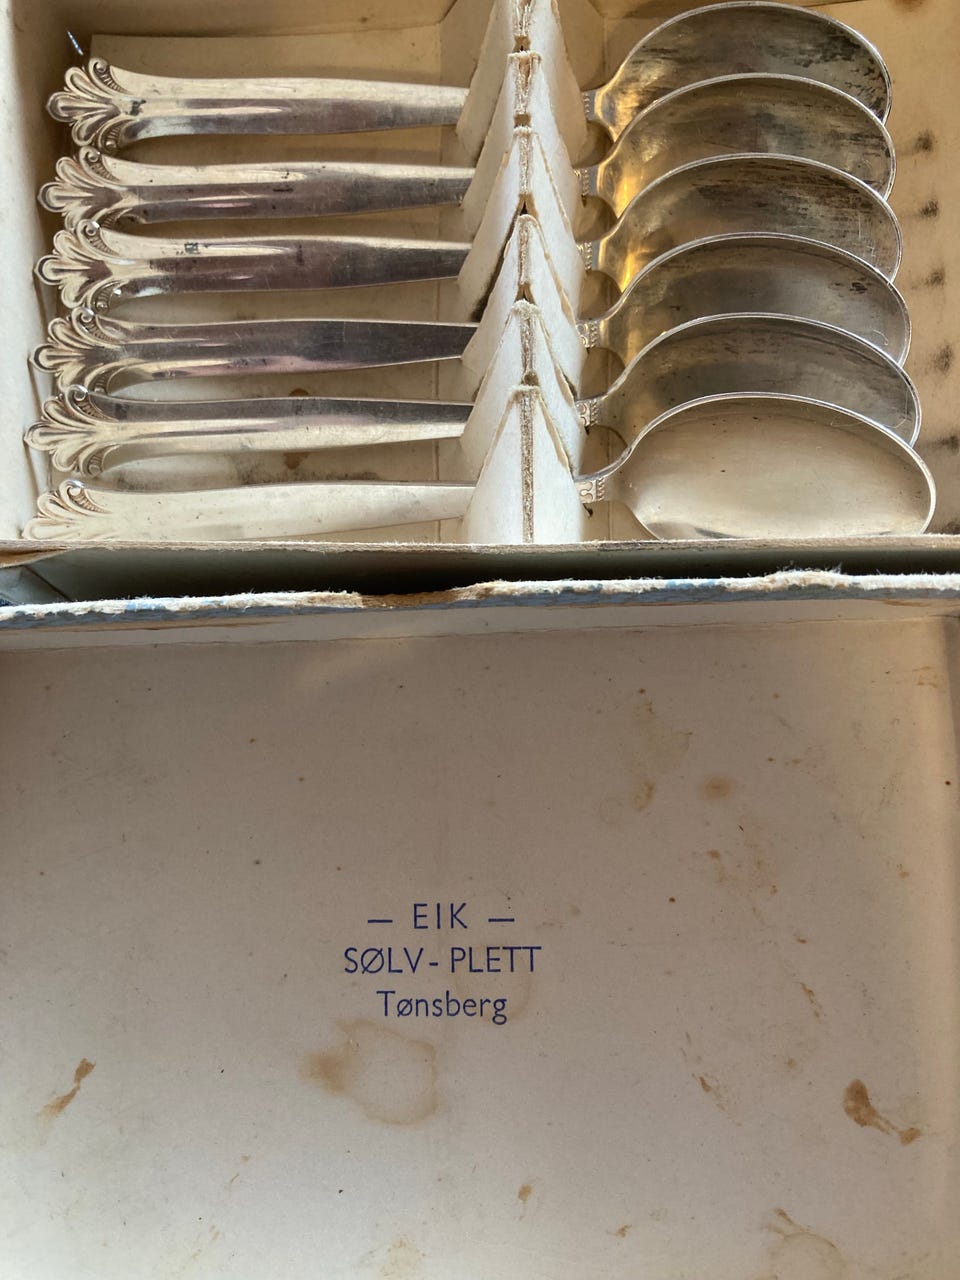 — EIK —
SØLV - PLETT
Tønsberg